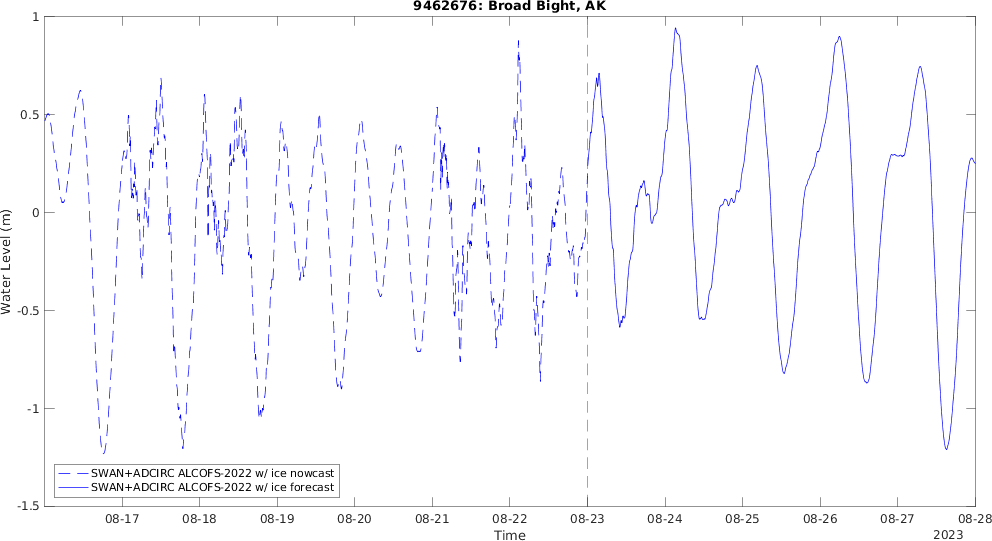 9462676: Broad Bight, AK
Water Level (m)
1
0.5
0
-0.5
-1
-1.5
SWAN+ADCIRC ALCOFS-2022 w/ ice nowcast
SWAN+ADCIRC ALCOFS-2022 w/ ice forecast
08-17 08-18 08-19 08-20 08-21 08-22 08-23 08-24 08-25 08-26 08-27 08-28
Time
2023